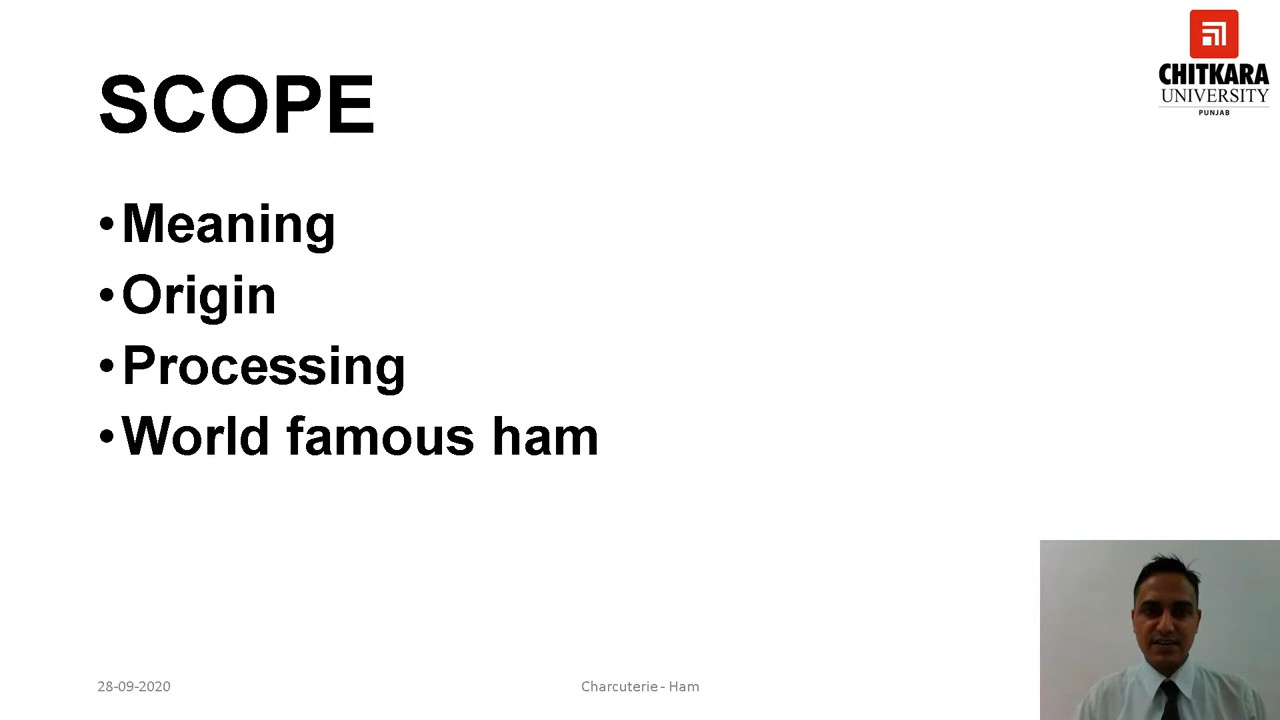 SCOPE
CHITKARA
UNIVERSITY
PUNJAB
•Meaning
•Origin
•Processing
•World famous ham
28-09-2020
Charcuterie - Ham